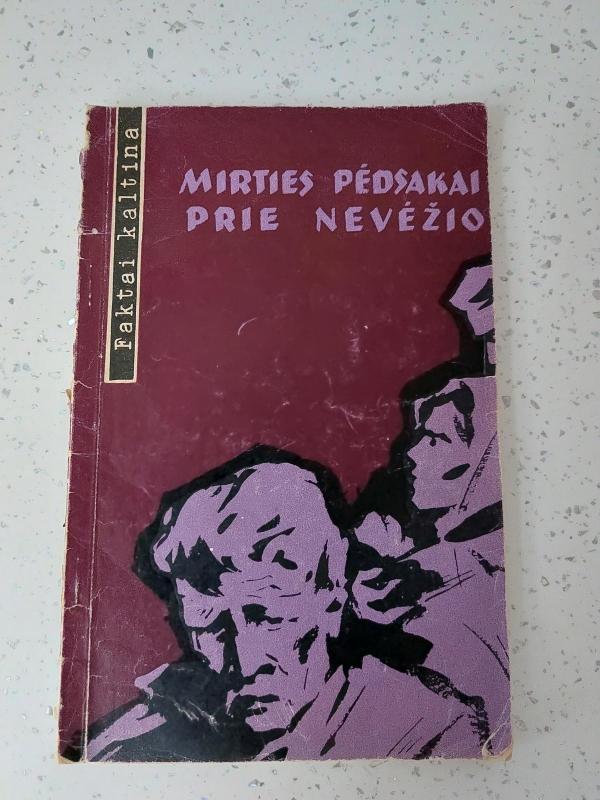 Faktai kaltina
MIRTIES PĖDSAKAI
PRIE NEVĖŽIO